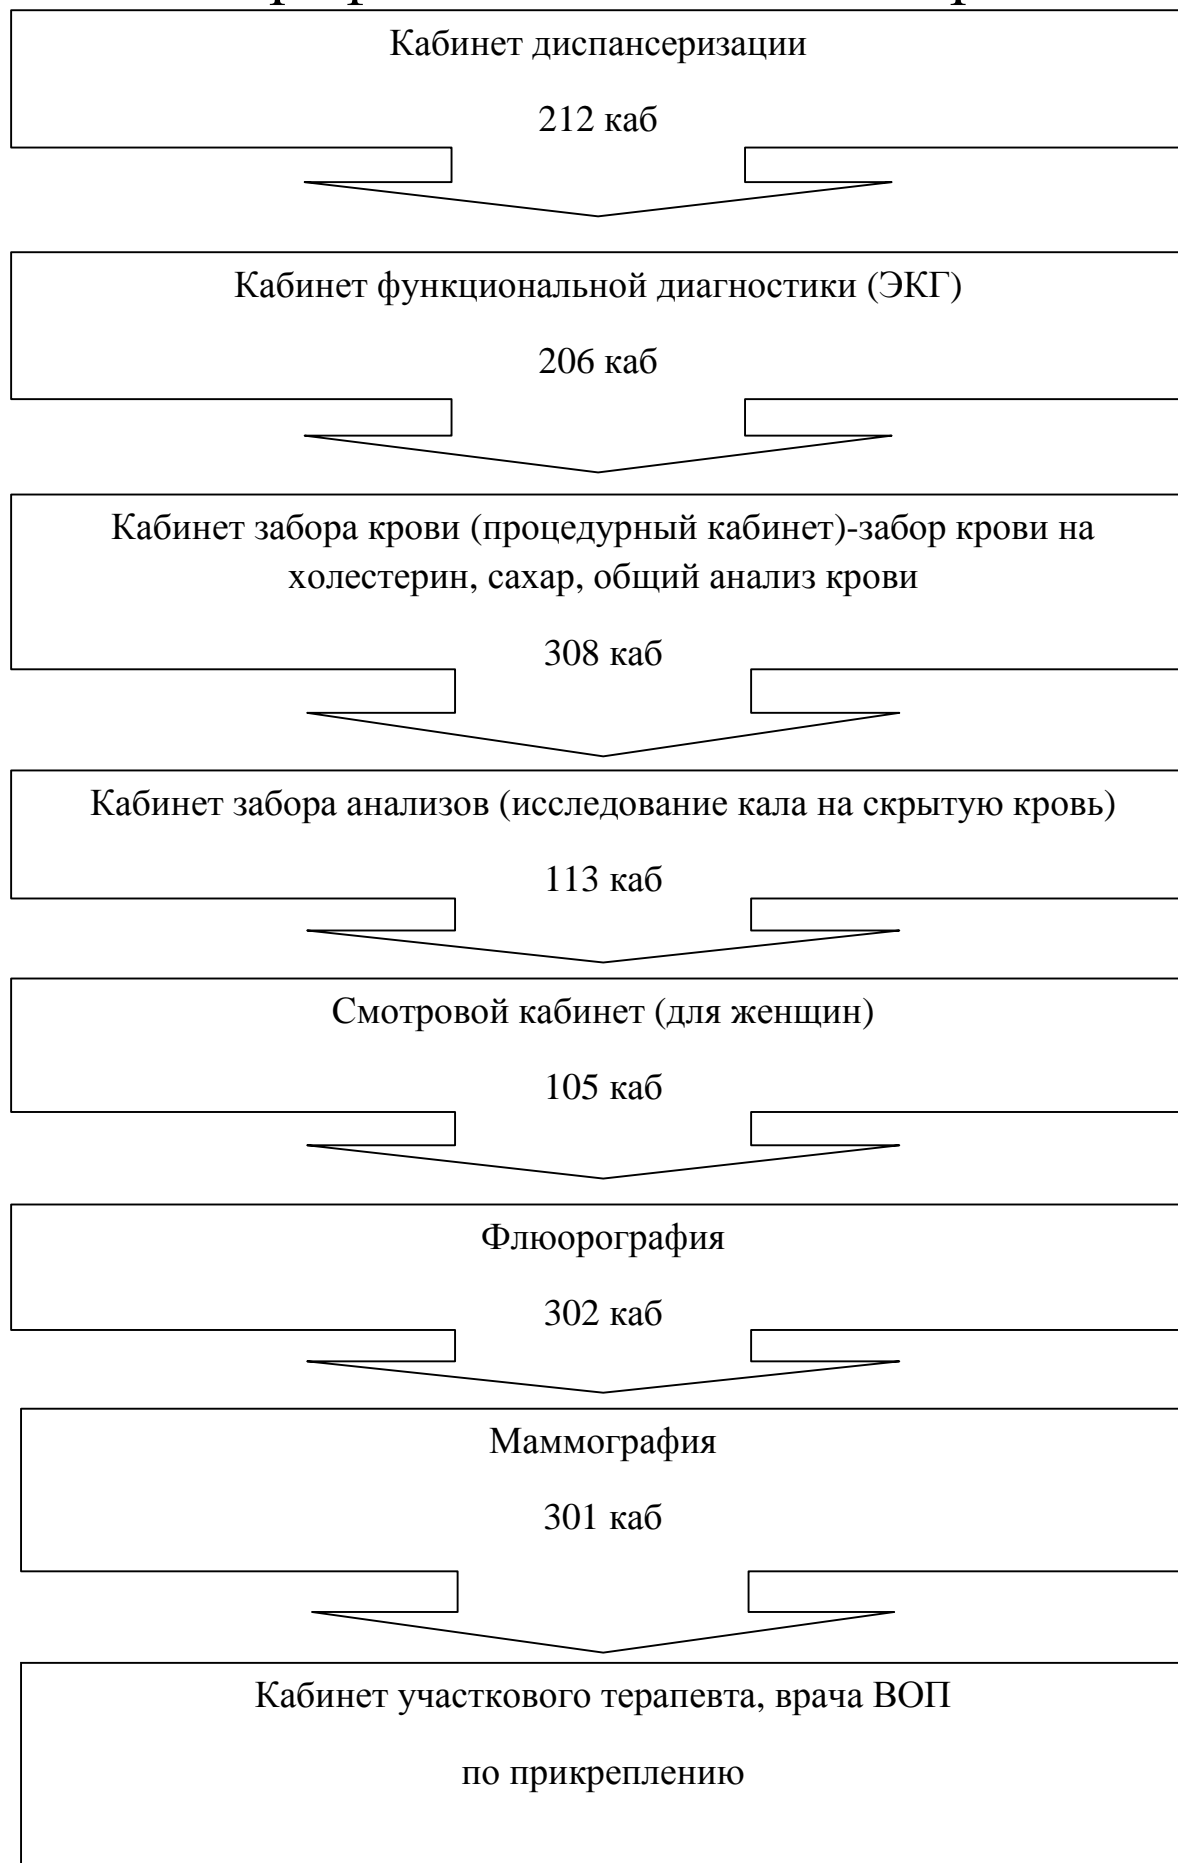 Кабинет диспансеризации
212 каб
Кабинет функциональной диагностики (ЭКГ)
206 каб
Кабинет забора крови (процедурный кабинет)-забор крови на
холестерин, сахар, общий анализ крови
308 каб
Кабинет забора анализов (исследование кала на скрытую кровь)
113 каб
Смотровой кабинет (для женщин)
105 каб
Флюорография
302 каб
Маммография
301 каб
Кабинет участкового терапевта, врача ВОП
по прикреплению